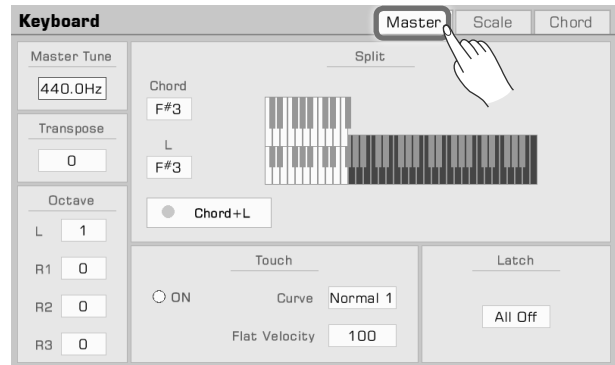 Keyboard
Master
Scale
Chord
Master Tune
440.0Hz
Transpose
0
Octave
L 1
R1 0
R2 0
R3 0
Split
Chord
F#3
L
F#3
Chord+L
Touch
ON
Curve Normal 1
Flat Velocity 100
Latch
All Off